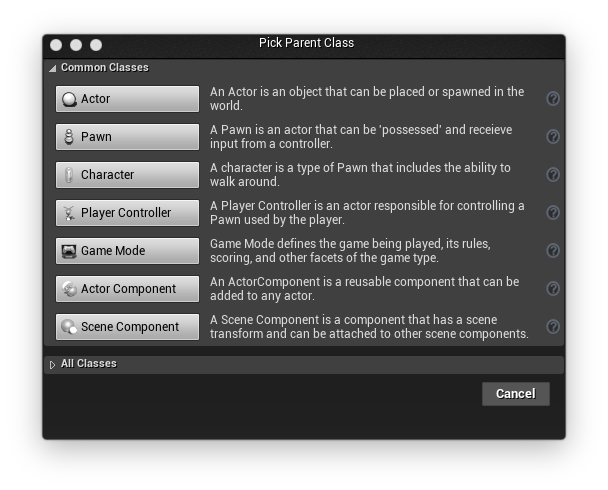 Pick Parent Class
Common Classes
Actor
An Actor is an object that can be placed or spawned in the
world.
Pawn
A Pawn is an actor that can be 'possessed' and receieve
input from a controller.
Character
A character is a type of Pawn that includes the ability to
walk around.
Player Controller
A Player Controller is an actor responsible for controlling a
Pawn used by the player.
Game Mode
Game Mode defines the game being played, its rules,
scoring, and other facets of the game type.
Actor Component
An ActorComponent is a reusable component that can be
added to any actor.
Scene Component
A Scene Component is a component that has a scene
transform and can be attached to other scene components.
All Classes
Cancel